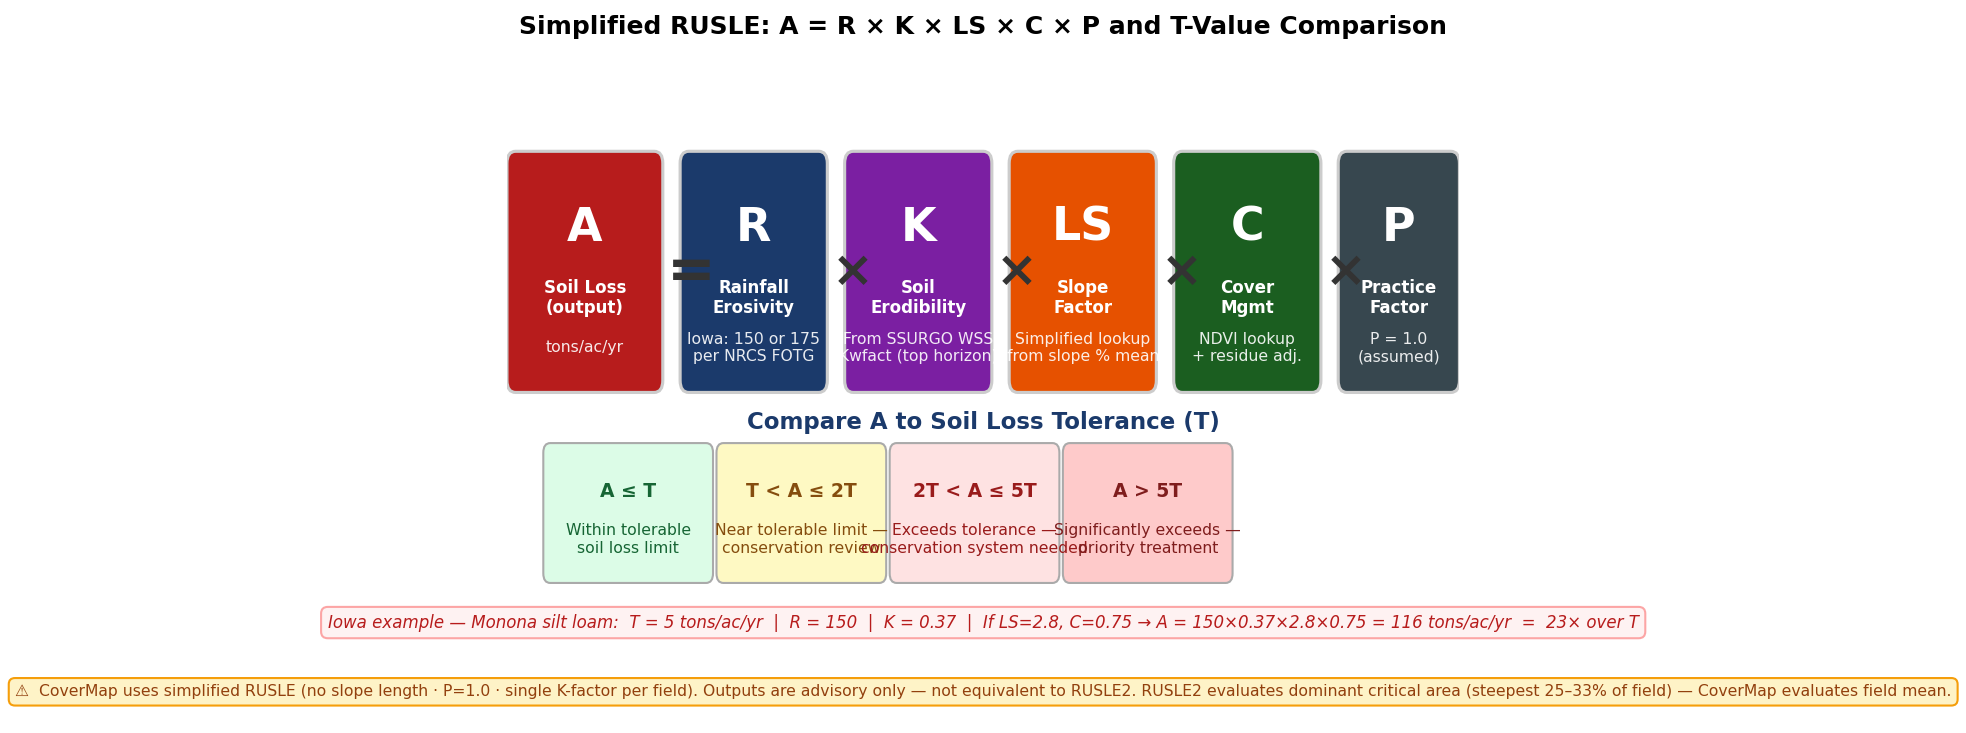 Simplified RUSLE: A = R × K × LS × C × P and T-Value Comparison
A
Soil Loss
(output)
tons/ac/yr
=
R
Rainfall
Erosivity
Iowa: 150 or 175
per NRCS FOTG
×
K
Soil
Erodibility
From SSURGO WSS
Kwfact (top horizon
×
LS
Slope
Factor
Simplified lookup
from slope % mean
×
C
Cover
Mgmt
NDVI lookup
+ residue adj.
×
P
Practice
Factor
P = 1.0
(assumed)
Compare A to Soil Loss Tolerance (T)
A ≤ T
Within tolerable
soil loss limit
T < A ≤ 2T
Near tolerable limit —
conservation review
2T < A ≤ 5T
Exceeds tolerance —
conservation system needed
A > 5T
Significantly exceeds —
priority treatment
Iowa example — Monona silt loam:  T = 5 tons/ac/yr  |  R = 150  |  K = 0.37  |  If LS=2.8, C=0.75 → A = 150×0.37×2.8×0.75 = 116 tons/ac/yr  =  23× over T
⚠  CoverMap uses simplified RUSLE (no slope length · P=1.0 · single K-factor per field). Outputs are advisory only — not equivalent to RUSLE2. RUSLE2 evaluates dominant critical area (steepest 25–33% of field) — CoverMap evaluates field mean.